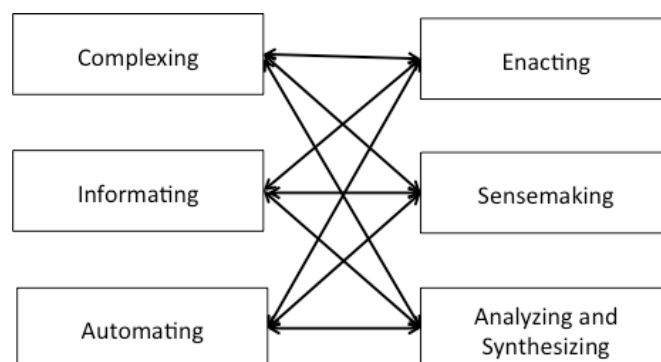 Complexing
Enacting
Informating
Sensemaking
Automating
Analyzing and
Synthesizing